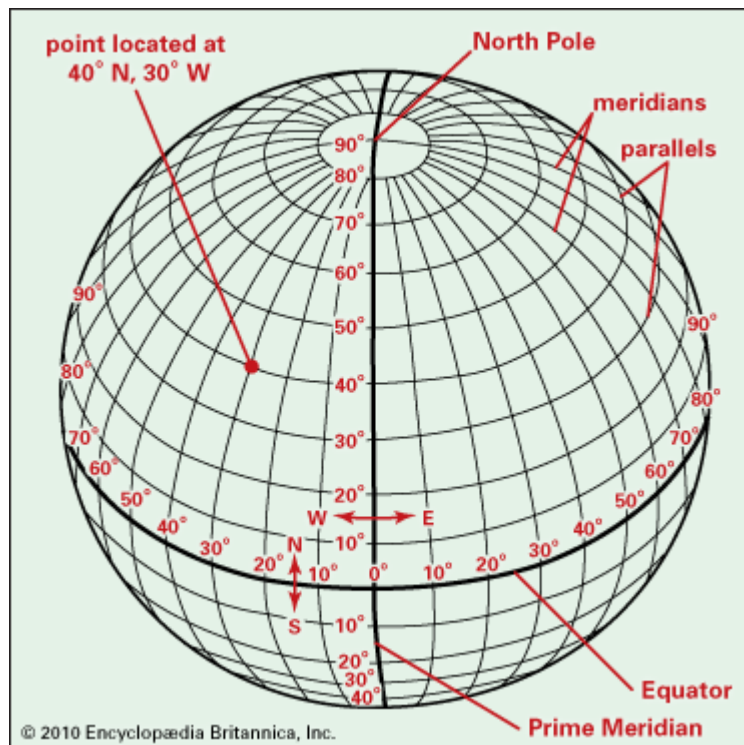 point located at
40° N, 30° W
North Pole
meridians
parallels
90°
80°
70°
60°
50°
40°
30°
20°
10°
90°
80°
70°
60°
50°
40°
30°
20°
10°
0°
10°
20°
30°
40°
50°
60°
70°
80°
90°
W
E
N
S
10°
20°
30°
40°
Equator
Prime Meridian
© 2010 Encyclopædia Britannica, Inc.